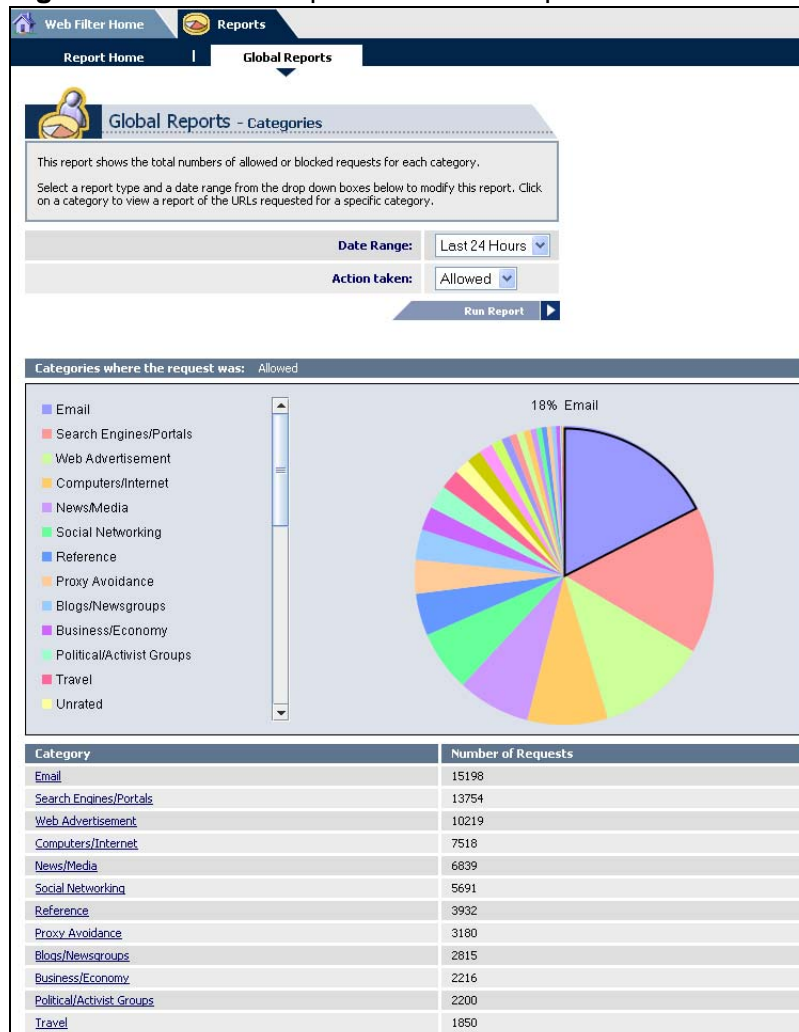 Web Filter Home Reports
Report Home | Global Reports
Global Reports - Categories
This report shows the total numbers of allowed or blocked requests for each category.
Select a report type and a date range from the drop down boxes below to modify this report. Click
on a category to view a report of the URLs requested for a specific category.
Date Range: Last 24 Hours
Action taken: Allowed
Run Report
Categories where the request was: Allowed
18% Email
Email
Search Engines/Portals
Web Advertisement
Computers/Internet
News/Media
Social Networking
Reference
Proxy Avoidance
Blogs/Newsgroups
Business/Economy
Political/Activist Groups
Travel
Unrated
Category Number of Requests
Email 15198
Search Engines/Portals 13754
Web Advertisement 10219
Computers/Internet 7518
News/Media 6839
Social Networking 5691
Reference 3932
Proxy Avoidance 3180
Blogs/Newsgroups 2815
Business/Economy 2216
Political/Activist Groups 2200
Travel 1850